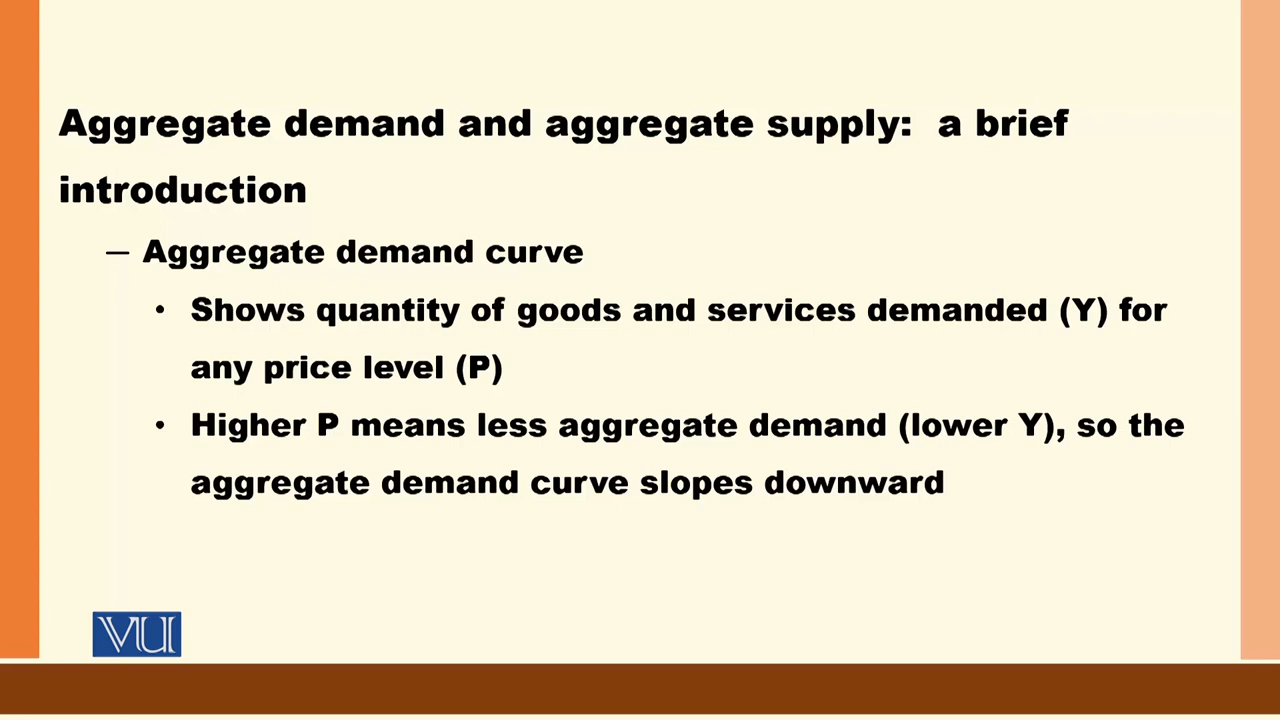 Aggregate demand and aggregate supply: a brief
introduction
– Aggregate demand curve
• Shows quantity of goods and services demanded (Y) for
any price level (P)
• Higher P means less aggregate demand (lower Y), so the
aggregate demand curve slopes downward
VU